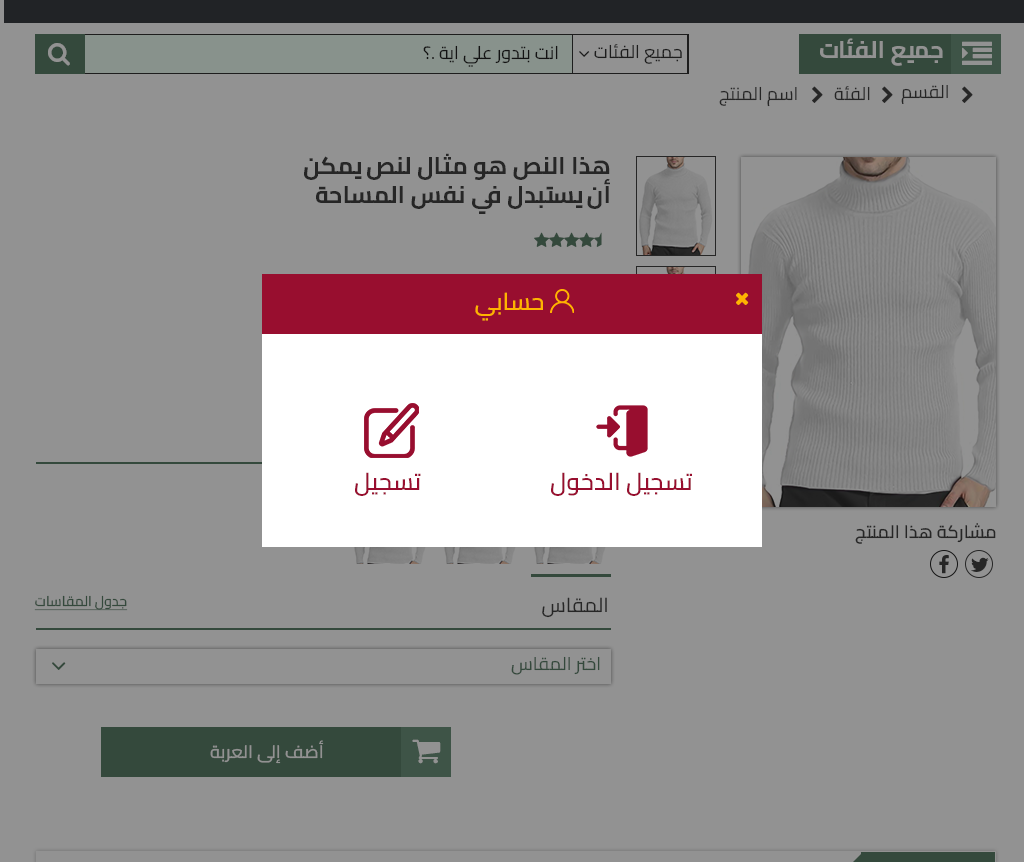 جميع الفئات
جميع الفئات
انت بتدور علي اية .؟
القسم
الفئة
اسم المنتج
هذا النص هو مثال لنص يمكن
أن يستبدل في نفس المساحة
حسابي
تسجيل الدخول
تسجيل
مشاركة هذا المنتج
المقاس
جدول المقاسات
اختر المقاس
أضف إلى العربة